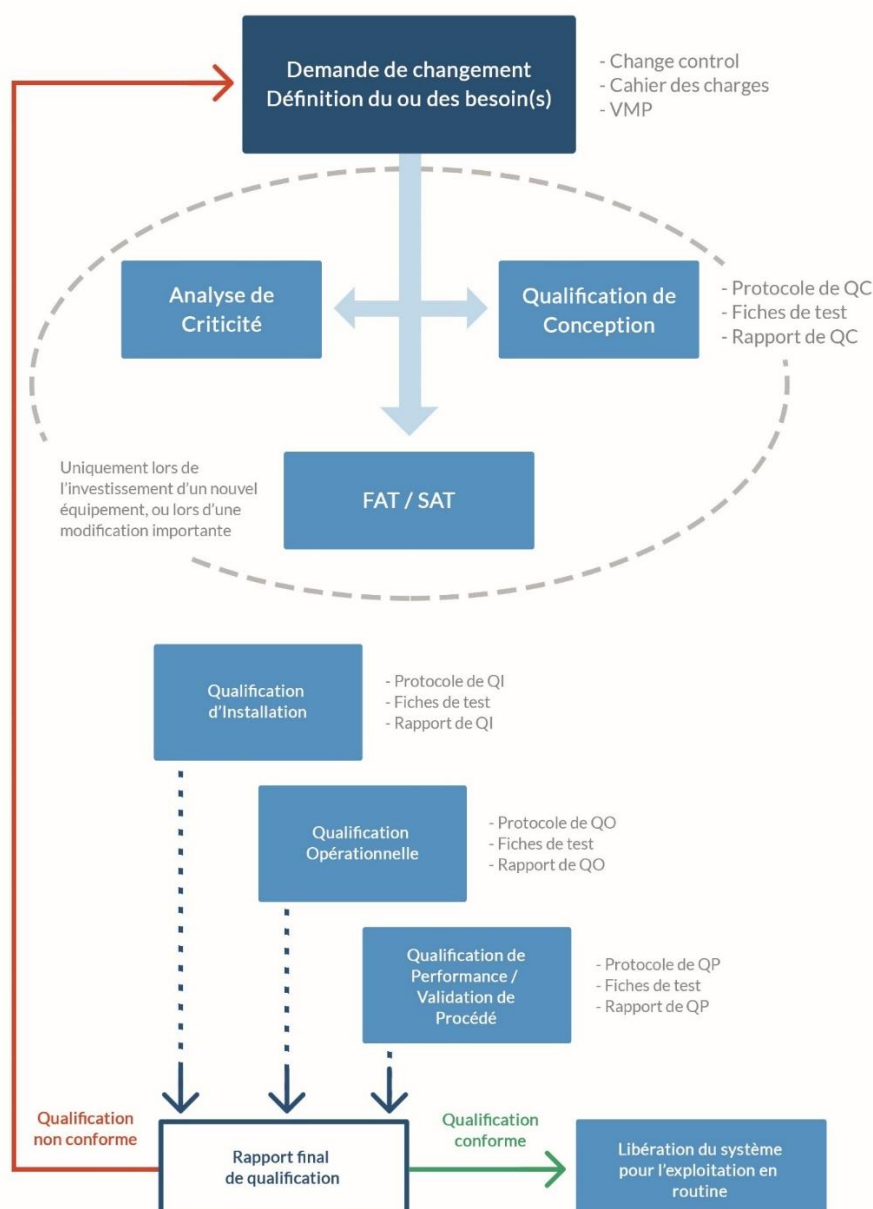 Demande de changement
Définition du ou des besoin(s)
- Change control
- Cahier des charges
- VMP
Analyse de
Criticité
Qualification de
Conception
- Protocole de QC
- Fiches de test
- Rapport de QC
Uniquement lors de
l'investissement d'un nouvel
équipement, ou lors d'une
modification importante
FAT / SAT
Qualification
d'Installation
- Protocole de QI
- Fiches de test
- Rapport de QI
Qualification
Opérationnelle
- Protocole de QO
- Fiches de test
- Rapport de QO
Qualification de
Performance /
Validation de
Procédé
- Protocole de QP
- Fiches de test
- Rapport de QP
Qualification
non conforme
Rapport final
de qualification
Qualification
conforme
Libération du système
pour l'exploitation en
routine